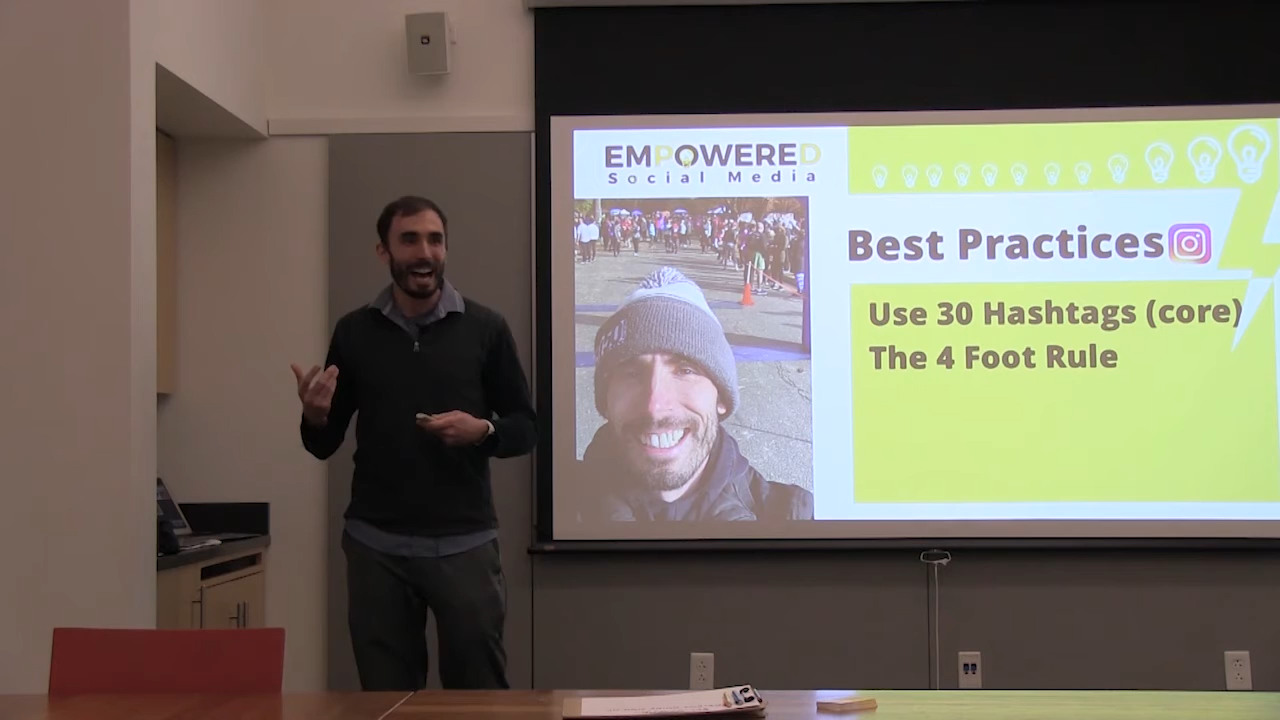 EMPOWERED
Social Media
Best Practices
Use 30 Hashtags (core)
The 4 Foot Rule